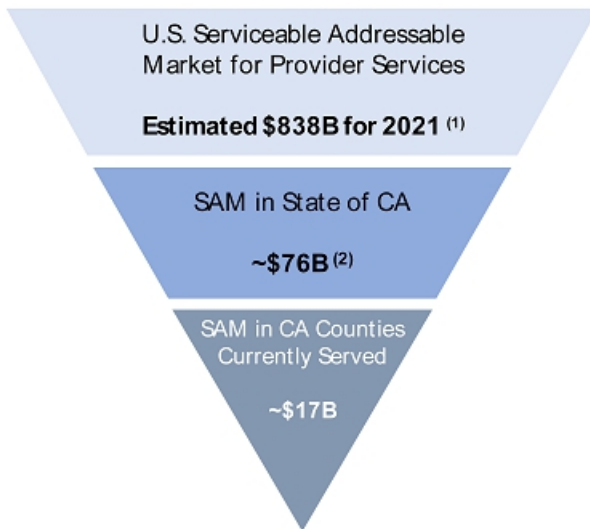 U.S. Serviceable Addressable
Market for Provider Services
Estimated $838B for 2021 (1)
SAM in State of CA
~$76B (2)
SAM in CA Counties
Currently Served
~$17B